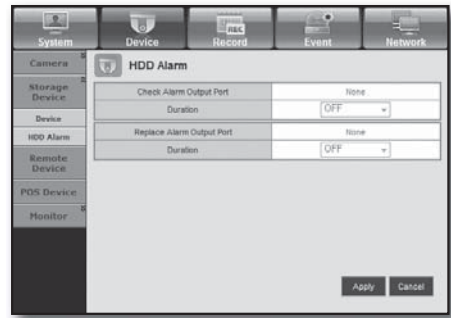 System Device Record Event Network
REC
Camera
Storage
Device
Device
HDD Alarm
Remote
Device
POS Device
Monitor
HDD Alarm
Check Alarm Output Port None
Duration OFF
Replace Alarm Output Port None
Duration OFF
Apply Cancel